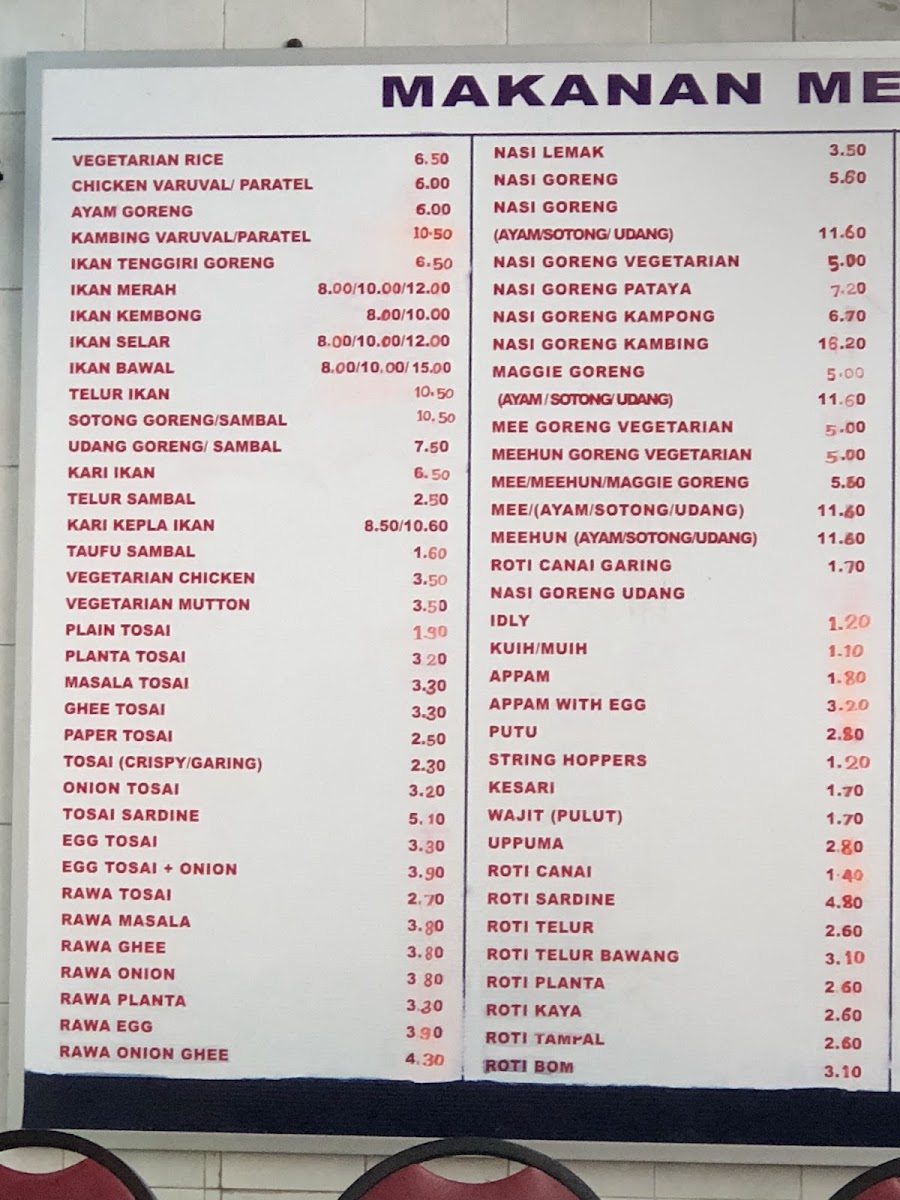 MAKANAN ME
VEGETARIAN RICE 6.50
CHICKEN VARUVAL/ PARATEL 6.00
AYAM GORENG 6.00
KAMBING VARUVAL/PARATEL 10.50
IKAN TENGGIRI GORENG 6.50
IKAN MERAH 8.00/10.00/12.00
IKAN KEMBONG 8.00/10.00
IKAN SELAR 8.00/10.00/12.00
IKAN BAWAL 8.00/10.00/15.00
TELUR IKAN 10.50
SOTONG GORENG/SAMBAL 10.50
UDANG GORENG/ SAMBAL 7.50
KARI IKAN 6.50
TELUR SAMBAL 2.50
KARI KEPLA IKAN 8.50/10.60
TAUFU SAMBAL 1.60
VEGETARIAN CHICKEN 3.50
VEGETARIAN MUTTON 3.50
PLAIN TOSAI 1.90
PLANTA TOSAI 3 20
MASALA TOSAI 3.30
GHEE TOSAI 3.30
PAPER TOSAI 2.50
TOSAI (CRISPY/GARING) 2.30
ONION TOSAI 3.20
TOSAI SARDINE 5.10
EGG TOSAI 3.30
EGG TOSAI + ONION 3.90
RAWA TOSAI 2.70
RAWA MASALA 3.80
RAWA GHEE 3.80
RAWA ONION 3 80
RAWA PLANTA 3.30
RAWA EGG 3.90
RAWA ONION GHEE 4.30
NASI LEMAK 3.50
NASI GORENG 5.60
NASI GORENG
(AYAM/SOTONG/ UDANG) 11.60
NASI GORENG VEGETARIAN 5.00
NASI GORENG PATAYA 7.20
NASI GORENG KAMPONG 6.70
NASI GORENG KAMBING 16.20
MAGGIE GORENG 5.00
(AYAM / SOTONG/ UDANG) 11.60
MEE GORENG VEGETARIAN 5.00
MEEHUN GORENG VEGETARIAN 5.00
MEE/MEEHUN/MAGGIE GORENG 5.60
MEE/(AYAM/SOTONG/UDANG) 11.60
MEEHUN (AYAM/SOTONG/UDANG) 11.60
ROTI CANAI GARING 1.70
NASI GORENG UDANG
IDLY 1.20
KUIH/MUIH 1.10
APPAM 1.80
APPAM WITH EGG 3.20
PUTU 2.80
STRING HOPPERS 1.20
KESARI 1.70
WAJIT (PULUT) 1.70
UPPUMA 2.80
ROTI CANAI 1.40
ROTI SARDINE 4.80
ROTI TELUR 2.60
ROTI TELUR BAWANG 3.10
ROTI PLANTA 2 60
ROTI KAYA 2.60
ROTI TAMPAL 2.60
ROTI BOM 3.10